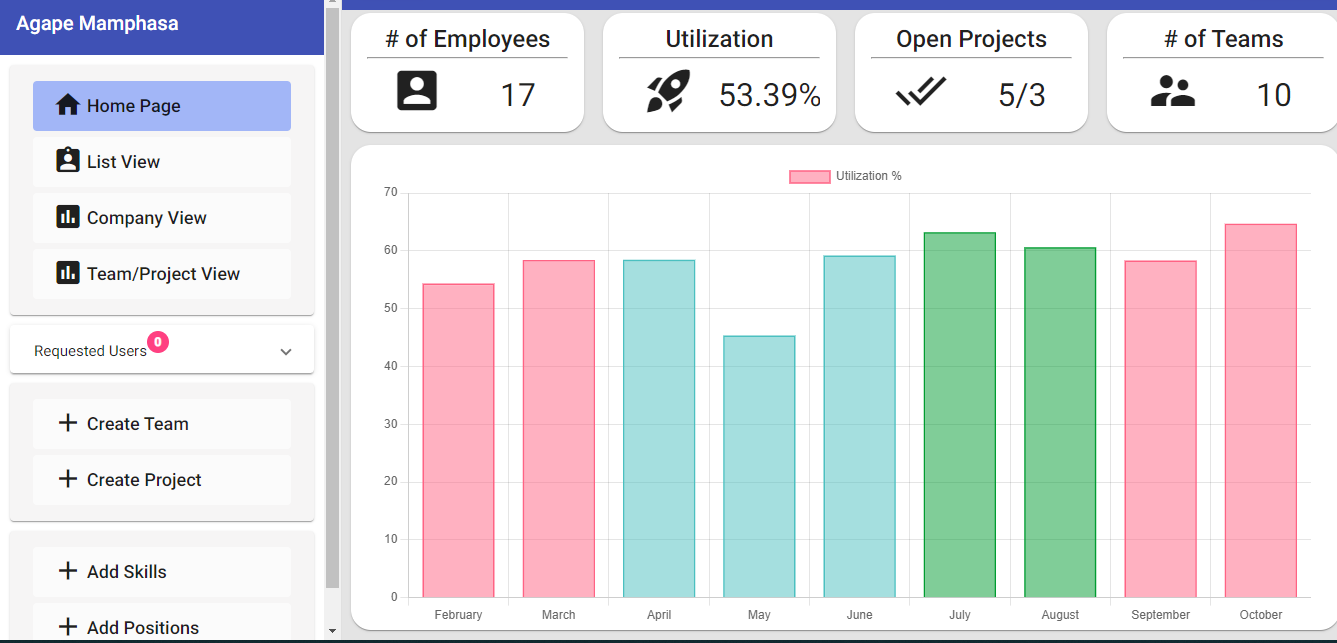 Agape Mamphasa
Home Page
List View
Company View
Team/Project View
Requested Users 0
Create Team
Create Project
Add Skills
Add Positions
# of Employees
17
Utilization
53.39%
Open Projects
5/3
# of Teams
10
Utilization %
70
60
50
40
30
20
10
0
February March April May June July August September October